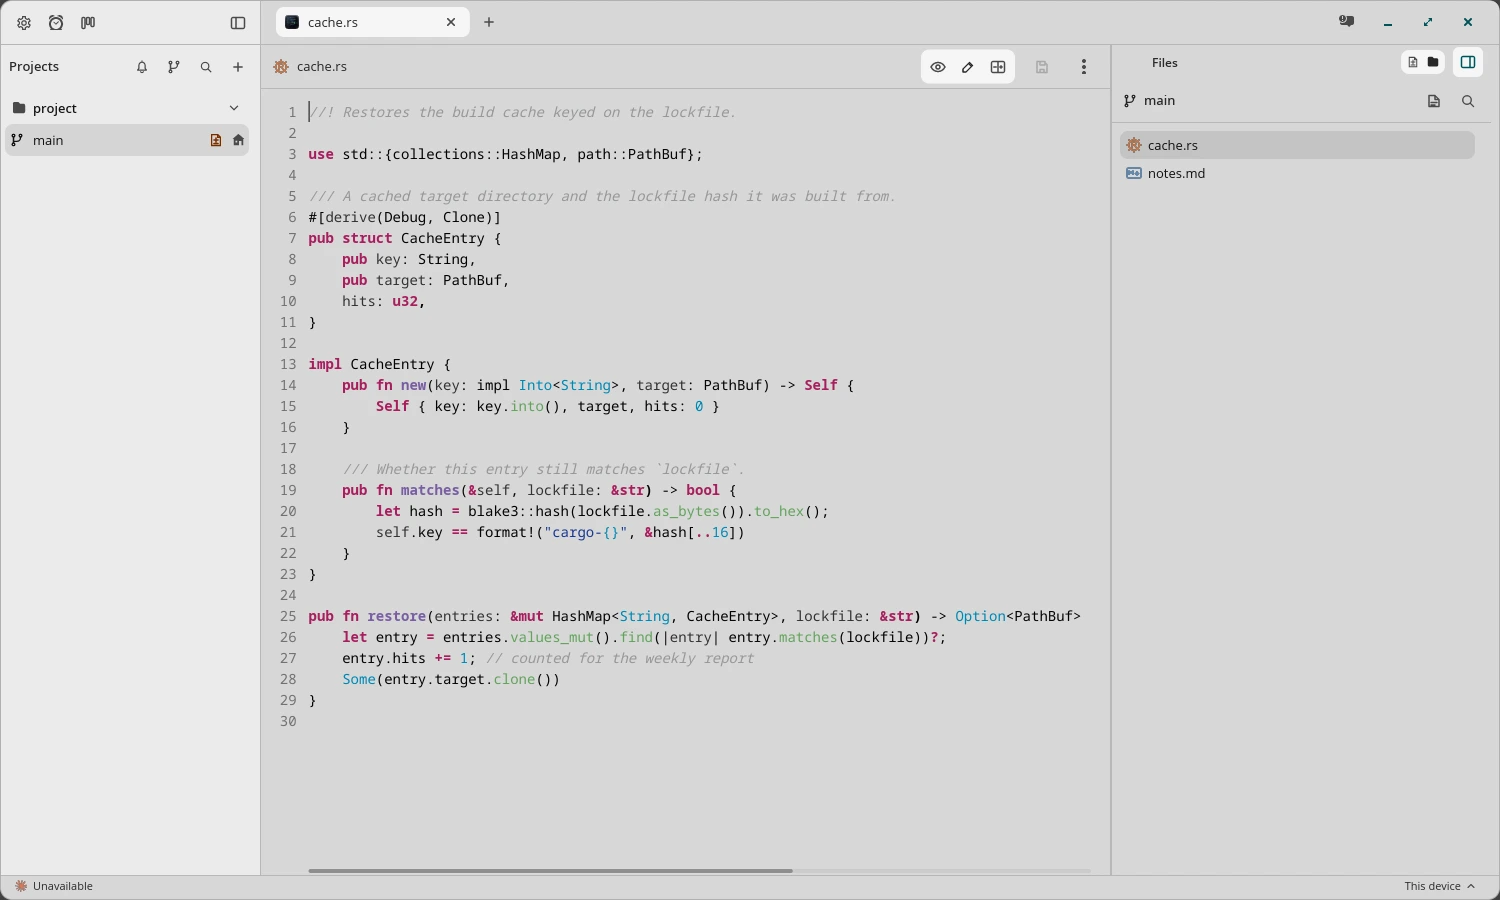 cache.rs
Projects
project
main
cache.rs
1 //! Restores the build cache keyed on the lockfile.
2
3 use std::{collections::HashMap, path::PathBuf};
4
5 /// A cached target directory and the lockfile hash it was built from.
6 #[derive(Debug, Clone)]
7 pub struct CacheEntry {
8     pub key: String,
9     pub target: PathBuf,
10     hits: u32,
11 }
12
13 impl CacheEntry {
14     pub fn new(key: impl Into<String>, target: PathBuf) -> Self {
15         Self { key: key.into(), target, hits: 0 }
16     }
17
18     /// Whether this entry still matches `lockfile`.
19     pub fn matches(&self, lockfile: &str) -> bool {
20         let hash = blake3::hash(lockfile.as_bytes()).to_hex();
21         self.key == format!("cargo-{}", &hash[..16])
22     }
23 }
24
25 pub fn restore(entries: &mut HashMap<String, CacheEntry>, lockfile: &str) -> Option<PathBuf>
26     let entry = entries.values_mut().find(|entry| entry.matches(lockfile))?;
27     entry.hits += 1; // counted for the weekly report
28     Some(entry.target.clone())
29 }
30
Files
main
cache.rs
notes.md
Unavailable
This device